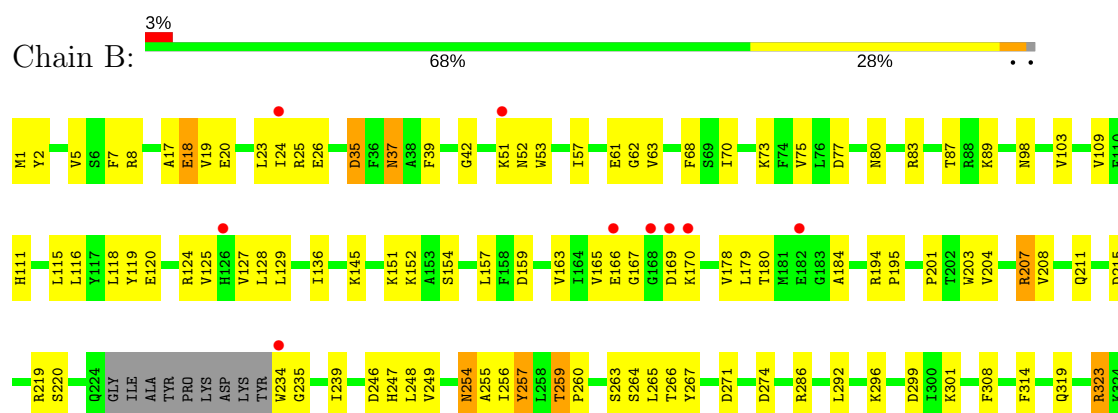 3%
Chain B:
68% 28% • •
M1 Y2 V5 S6 F7 R8 A17 E18 V19 E20 L23 I24 R25 E26 D35 F36 N37 A38 F39 G42 K51 N52 W53 I57 E61 G62 V63 F68 S69 I70 K73 F74 V75 L76 D77 N80 R83 T87 R88 K89 N98 V103 V109
H111 L115 L116 Y117 L118 Y119 E120 R124 V125 H126 V127 L128 L129 I136 K145 K151 K152 A153 S154 L157 F158 D159 V163 I164 V165 E166 G167 G168 D169 K170 V178 L179 T180 M181 E182 G183 A184 R194 P195 P201 T202 W203 V204 R207 V208 Q211
R219 S220 Q224 GLY ILE ALA TYR PRO LYS ASP LYS TYR W234 G235 I239 D246 H247 L248 V249 N254 A255 I256 Y257 L258 T259 P260 S263 S264 L265 T266 Y267 D271 D274 R286 L292 K296 D299 I300 K301 F308 F314 Q319 R323